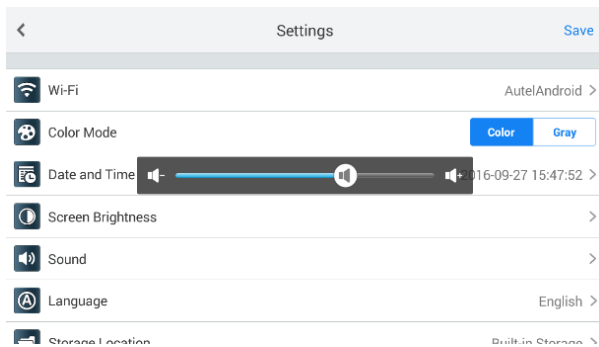 Settings
Save
Wi-Fi
AutelAndroid
Color Mode
Color
Gray
Date and Time
2016-09-27 15:47:52
Screen Brightness
Sound
Language
English
Storage Location
Built-in Storage